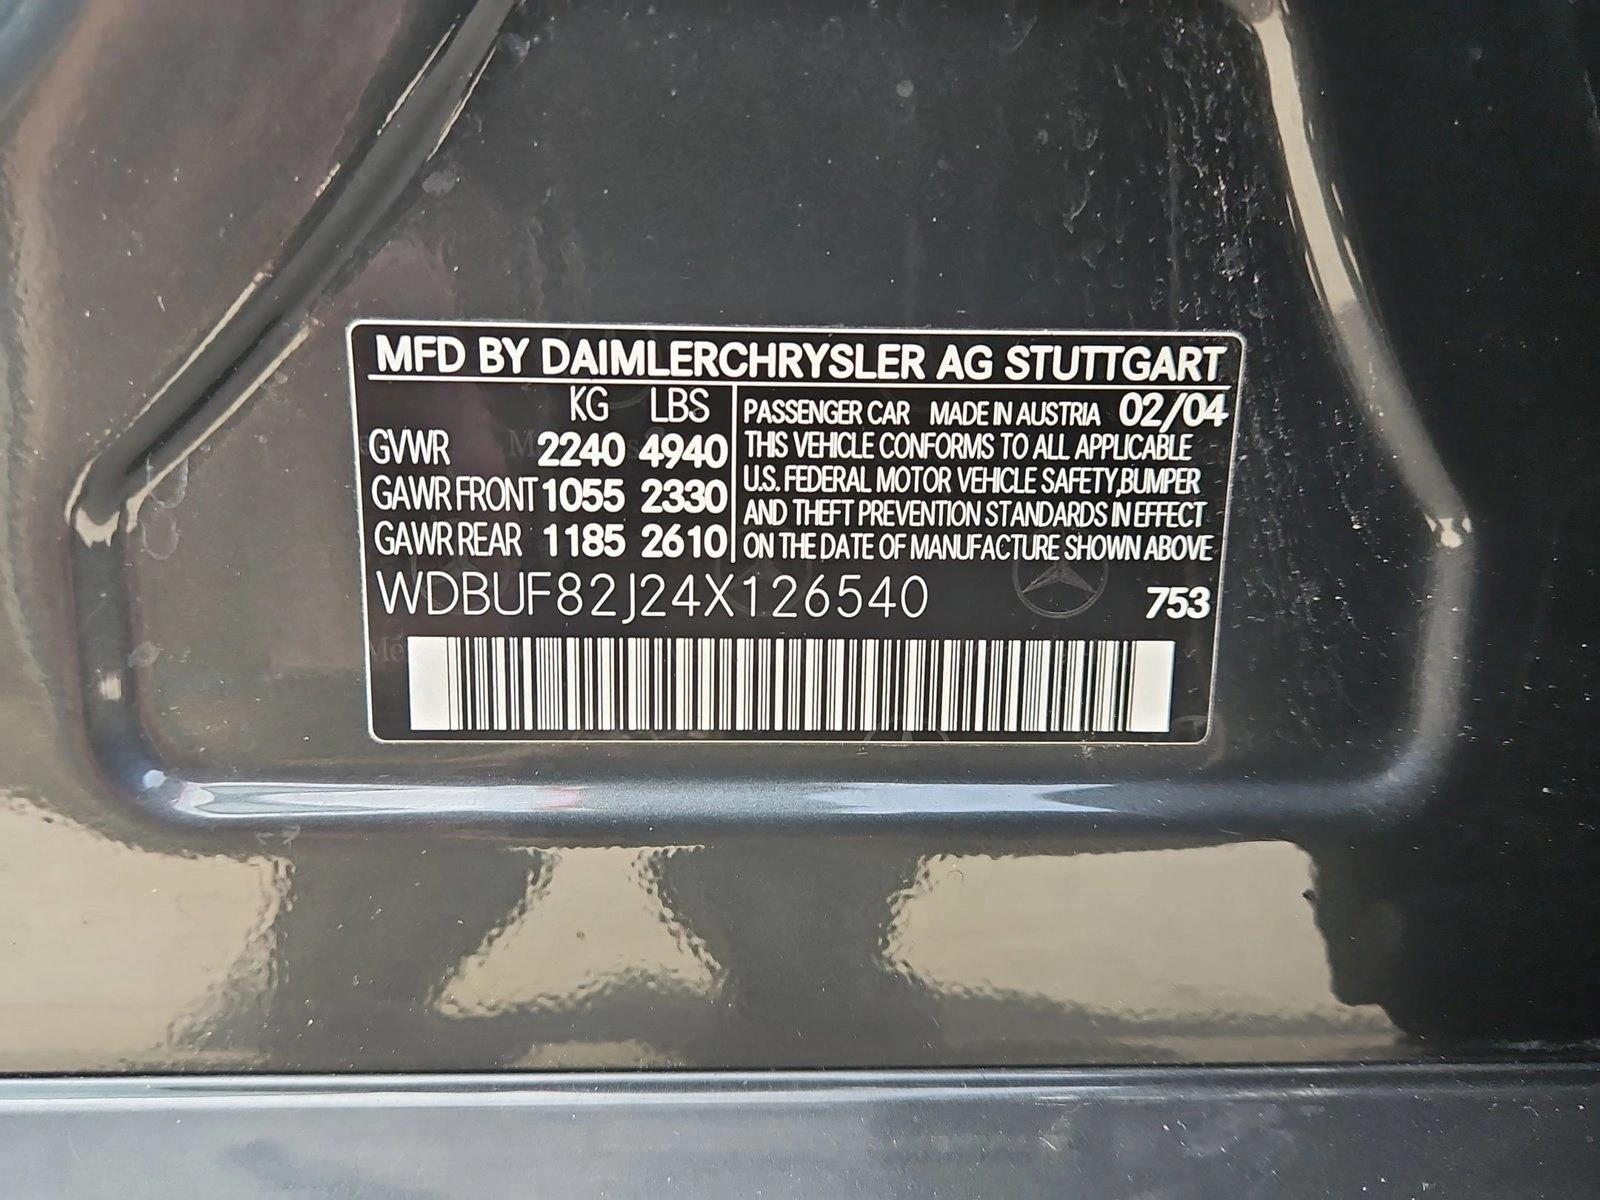 MFD BY DAIMLERCHRYSLER AG STUTTGART
KG LBS
GVWR 2240 4940
GAWR FRONT 1055 2330
GAWR REAR 1185 2610
PASSENGER CAR MADE IN AUSTRIA 02/04
THIS VEHICLE CONFORMS TO ALL APPLICABLE
U.S. FEDERAL MOTOR VEHICLE SAFETY, BUMPER
AND THEFT PREVENTION STANDARDS IN EFFECT
ON THE DATE OF MANUFACTURE SHOWN ABOVE
WDBUF82J24X126540
753